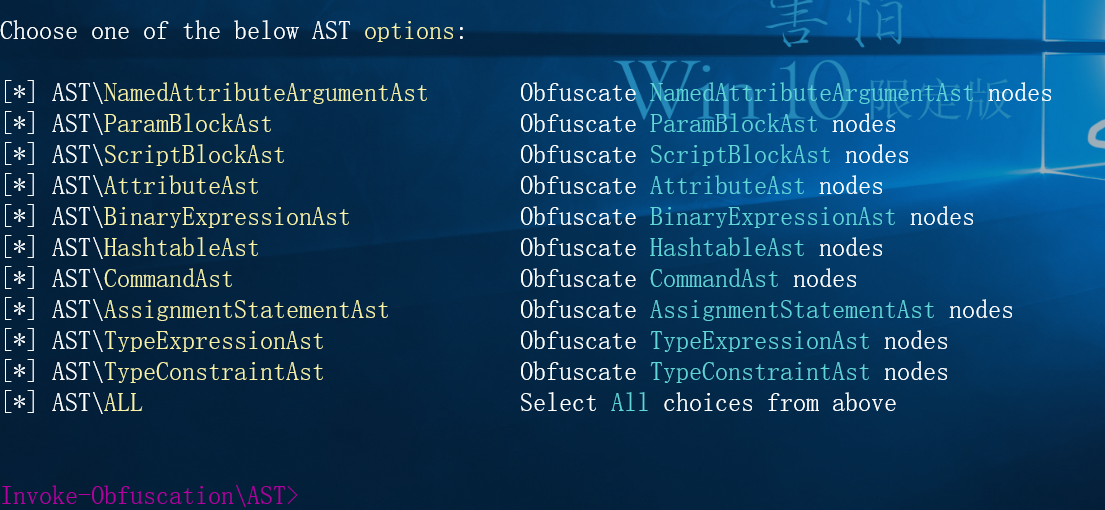 害怕
Win10 限定版
Choose one of the below AST options:
[*] AST\NamedAttributeArgumentAst Obfuscate NamedAttributeArgumentAst nodes
[*] AST\ParamBlockAst Obfuscate ParamBlockAst nodes
[*] AST\ScriptBlockAst Obfuscate ScriptBlockAst nodes
[*] AST\AttributeAst Obfuscate AttributeAst nodes
[*] AST\BinaryExpressionAst Obfuscate BinaryExpressionAst nodes
[*] AST\HashtableAst Obfuscate HashtableAst nodes
[*] AST\CommandAst Obfuscate CommandAst nodes
[*] AST\AssignmentStatementAst Obfuscate AssignmentStatementAst nodes
[*] AST\TypeExpressionAst Obfuscate TypeExpressionAst nodes
[*] AST\TypeConstraintAst Obfuscate TypeConstraintAst nodes
[*] AST\ALL Select All choices from above
Invoke-Obfuscation\AST>